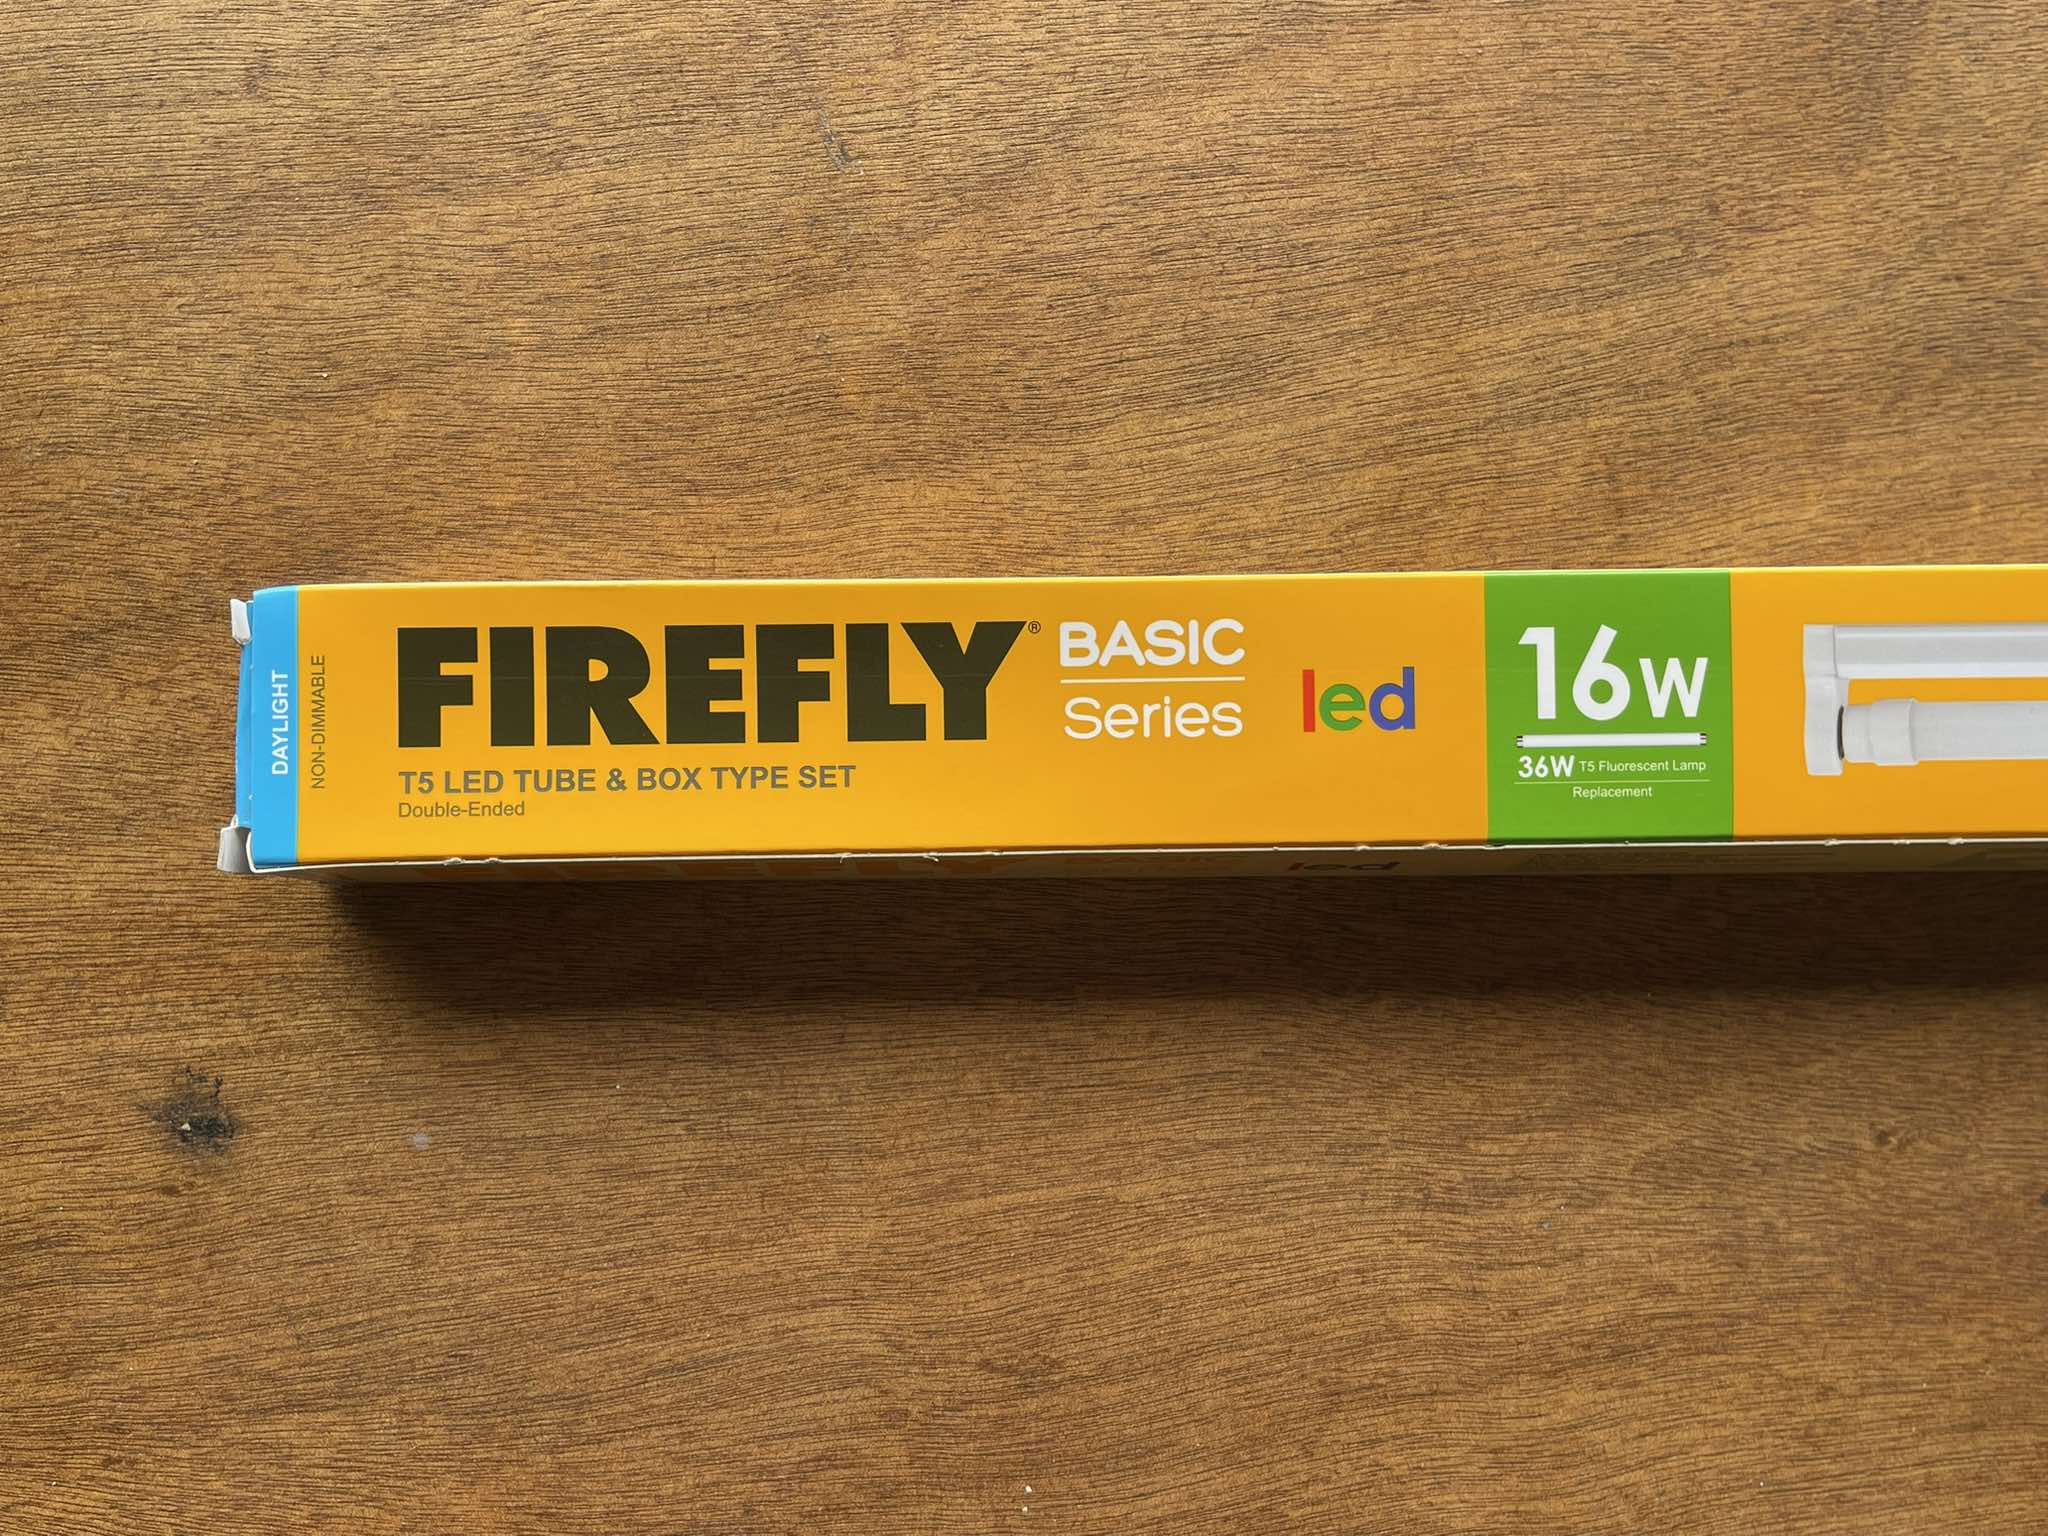 DAYLIGHT
NON-DIMMABLE
FIREFLY®
T5 LED TUBE & BOX TYPE SET
Double-Ended
BASIC
Series
led
16W
36W T5 Fluorescent Lamp
Replacement
led